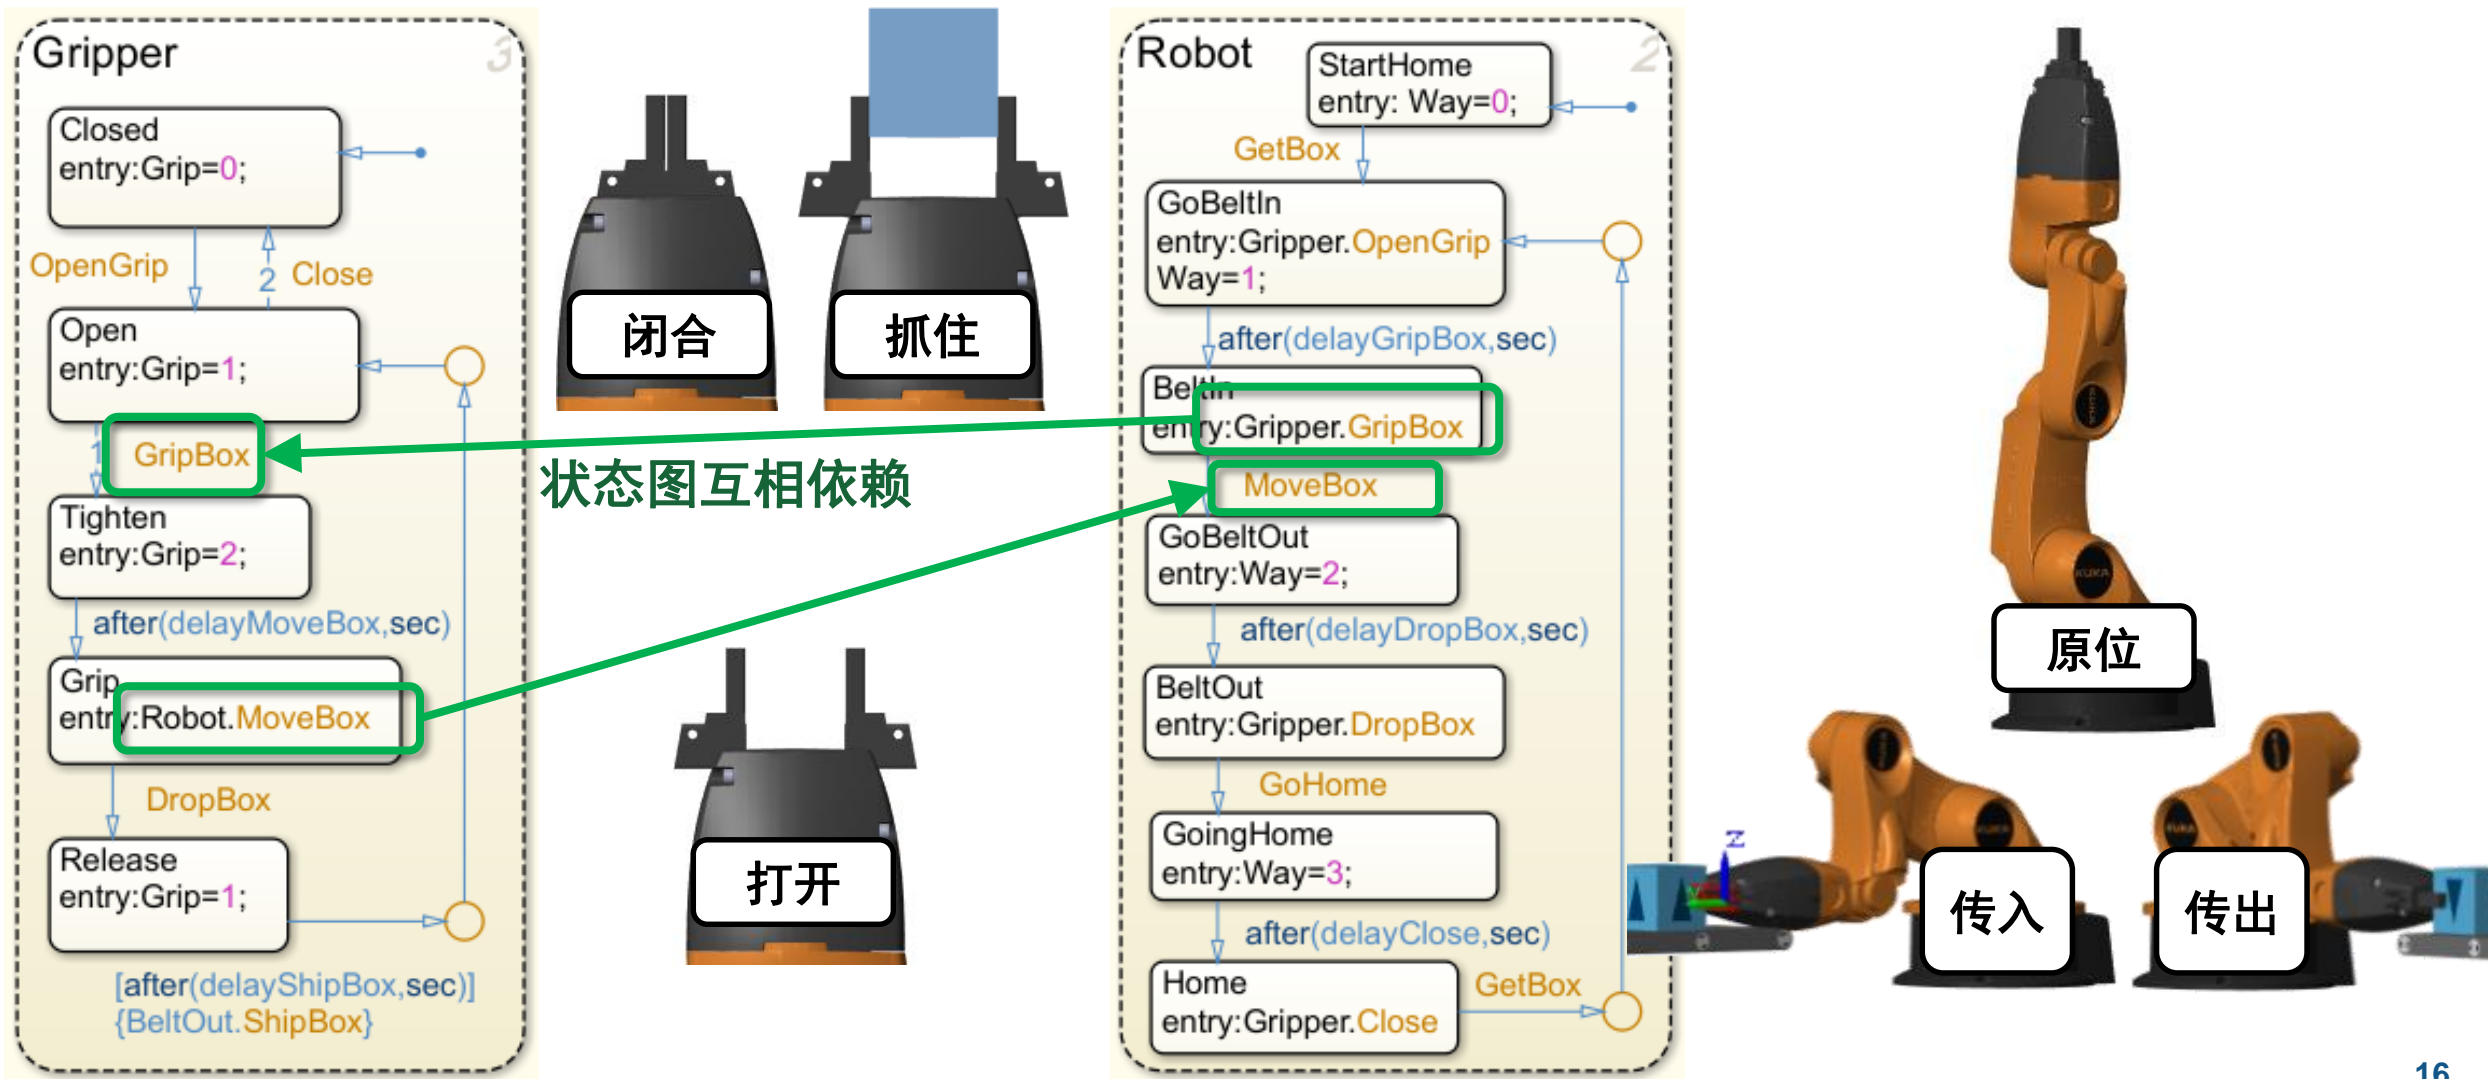 Gripper
3
Closed
entry:Grip=0;
OpenGrip
2
Close
Open
entry:Grip=1;
1
GripBox
Tighten
entry:Grip=2;
after(delayMoveBox,sec)
Grip
entry:Robot.MoveBox
DropBox
Release
entry:Grip=1;
[after(delayShipBox,sec)]
{BeltOut.ShipBox}
闭合
抓住
状态图互相依赖
打开
Robot
2
StartHome
entry: Way=0;
GetBox
GoBeltIn
entry:Gripper.OpenGrip
Way=1;
after(delayGripBox,sec)
BeltIn
entry:Gripper.GripBox
MoveBox
GoBeltOut
entry:Way=2;
after(delayDropBox,sec)
BeltOut
entry:Gripper.DropBox
GoHome
GoingHome
entry:Way=3;
after(delayClose,sec)
Home
entry:Gripper.Close
GetBox
KUKA
KUKA
原位
Z
KUKA
KUKA
传入
传出
16